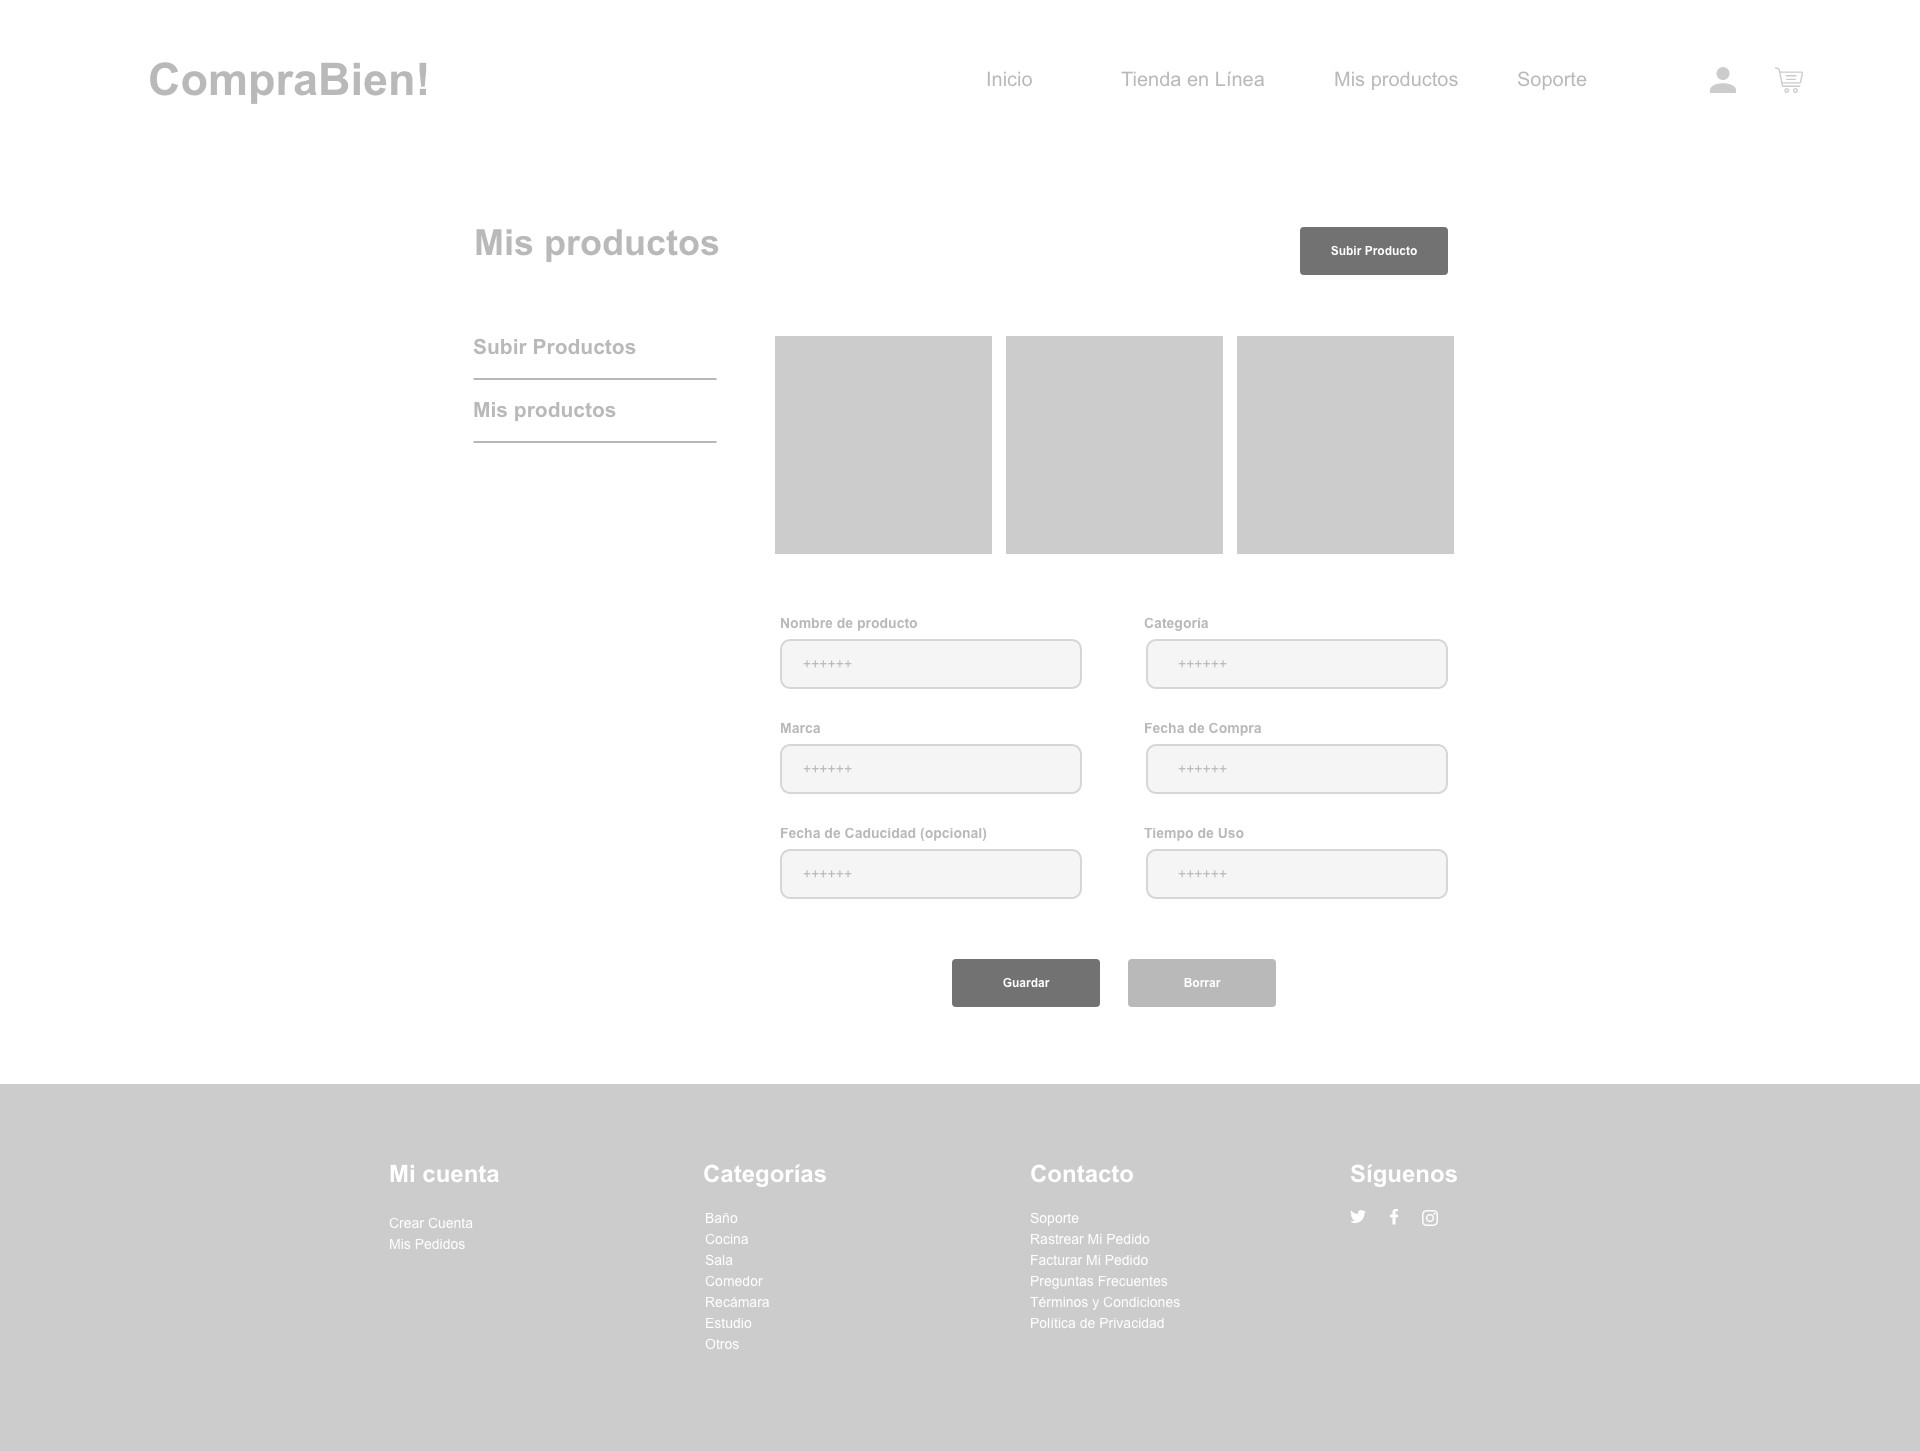 CompraBien!
Inicio
Tienda en Línea
Mis productos
Soporte
Mis productos
Subir Producto
Subir Productos
Mis productos
Nombre de producto
Categoría
++++++
++++++
Marca
Fecha de Compra
++++++
++++++
Fecha de Caducidad (opcional)
Tiempo de Uso
++++++
++++++
Guardar
Borrar
Mi cuenta
Crear Cuenta
Mis Pedidos
Categorías
Baño
Cocina
Sala
Comedor
Recámara
Estudio
Otros
Contacto
Soporte
Rastrear Mi Pedido
Facturar Mi Pedido
Preguntas Frecuentes
Términos y Condiciones
Política de Privacidad
Síguenos